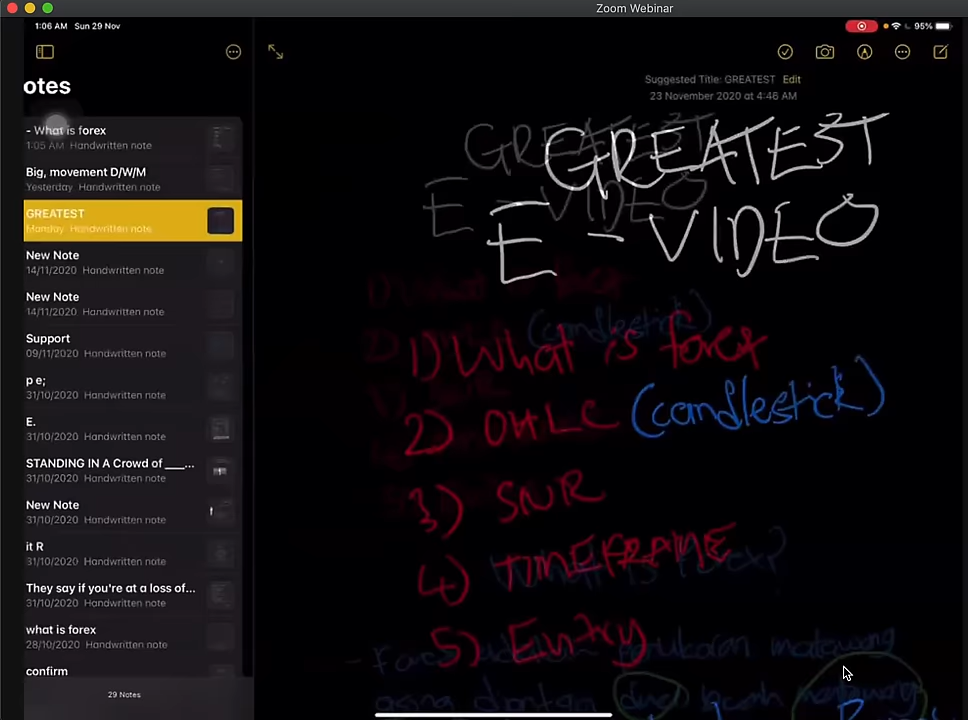 Zoom Webinar
1:06 AM Sun 29 Nov
95%
otes
- What is forex
1:05 AM Handwritten note
Big, movement D/W/M
Yesterday Handwritten note
GREATEST
Monday Handwritten note
New Note
14/11/2020 Handwritten note
New Note
14/11/2020 Handwritten note
Support
09/11/2020 Handwritten note
p e;
31/10/2020 Handwritten note
E.
31/10/2020 Handwritten note
STANDING IN A Crowd of ___...
31/10/2020 Handwritten note
New Note
31/10/2020 Handwritten note
it R
31/10/2020 Handwritten note
They say if you're at a loss of...
31/10/2020 Handwritten note
what is forex
28/10/2020 Handwritten note
confirm
29 Notes
Suggested Title: GREATEST Edit
23 November 2020 at 4:46 AM
GREATEST
E - VIDEO
1) What is forex
2) OHLC (candlestick)
3) SNR
4) TIMEFRAME
5) Entry